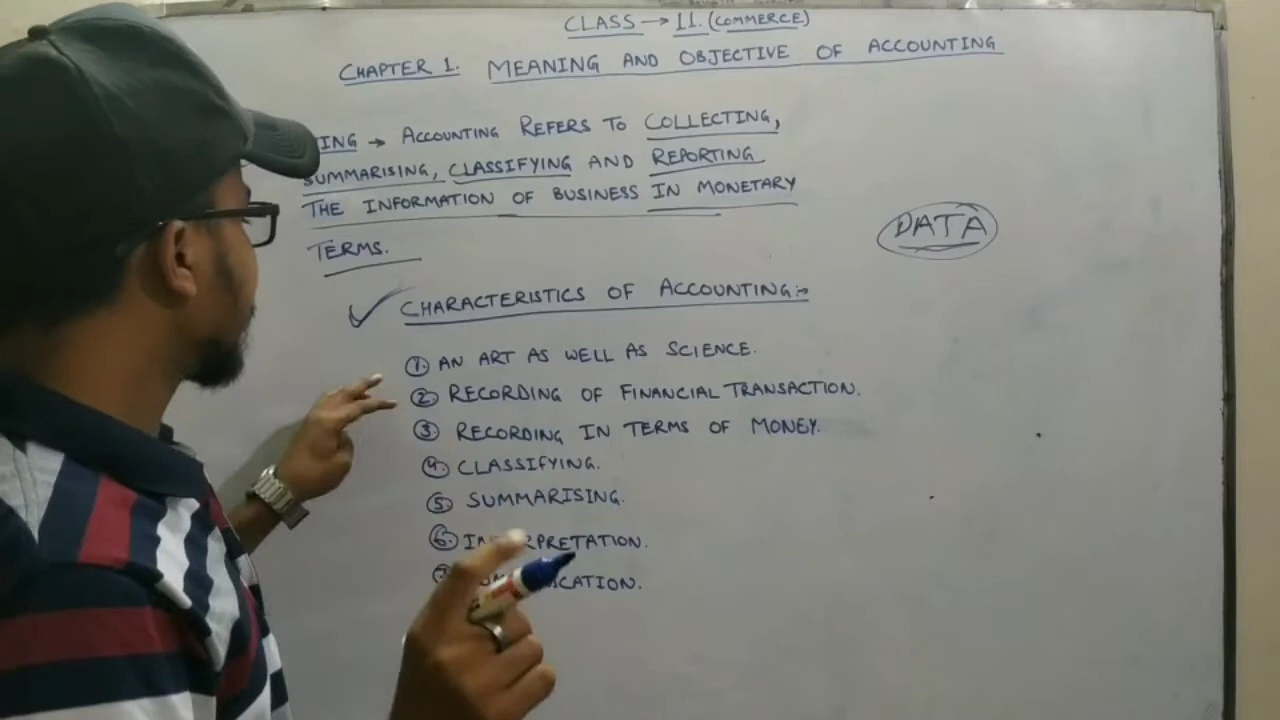 CLASS → 11. (COMMERCE)
CHAPTER 1. MEANING AND OBJECTIVE OF ACCOUNTING
ING → ACCOUNTING REFERS TO COLLECTING,
SUMMARISING, CLASSIFYING AND REPORTING
THE INFORMATION OF BUSINESS IN MONETARY
TERMS.
DATA
CHARACTERISTICS OF ACCOUNTING:-
1. AN ART AS WELL AS SCIENCE.
2. RECORDING OF FINANCIAL TRANSACTION.
3. RECORDING IN TERMS OF MONEY.
4. CLASSIFYING.
5. SUMMARISING.
6. INTERPRETATION.
ICATION.